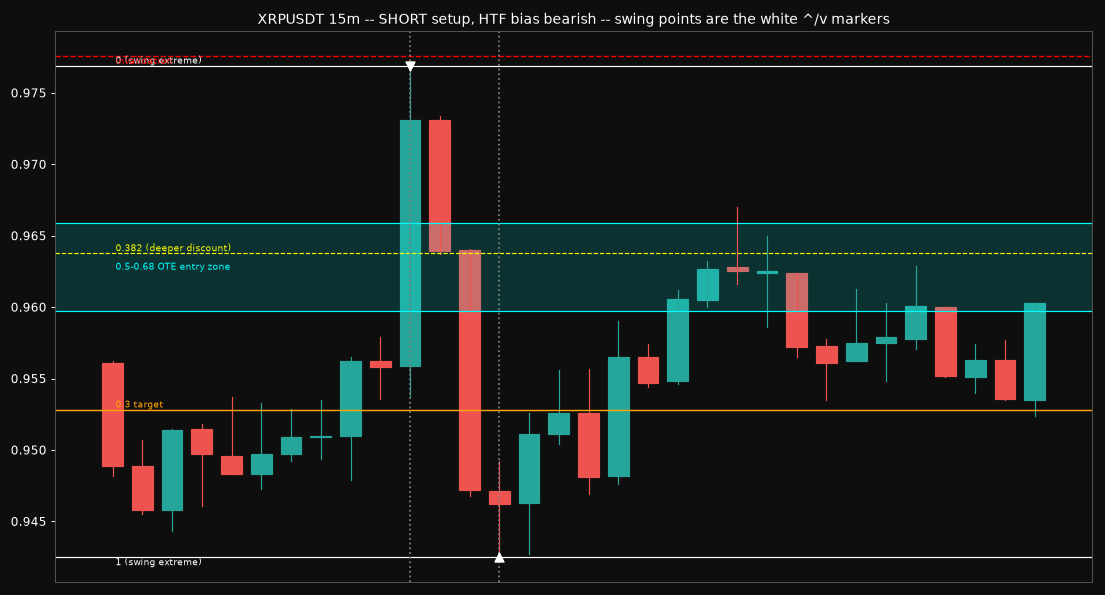 XRPUSDT 15m -- SHORT setup, HTF bias bearish -- swing points are the white ^/v markers
0 (swing extreme)
0.975
0.970
0.965
0.382 (deeper discount)
0.5-0.68 OTE entry zone
0.960
0.955
0.3 target
0.950
0.945
1 (swing extreme)